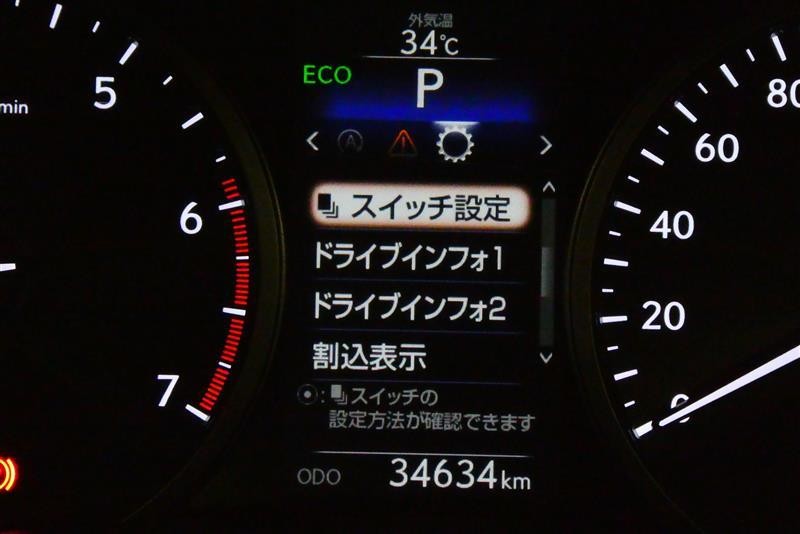 外気温
34℃
ECO
P
スイッチ設定
ドライブインフォ1
ドライブインフォ2
割込表示
スイッチの
設定方法が確認できます
ODO 34634 km
min
5
6
7
80
60
40
20
0